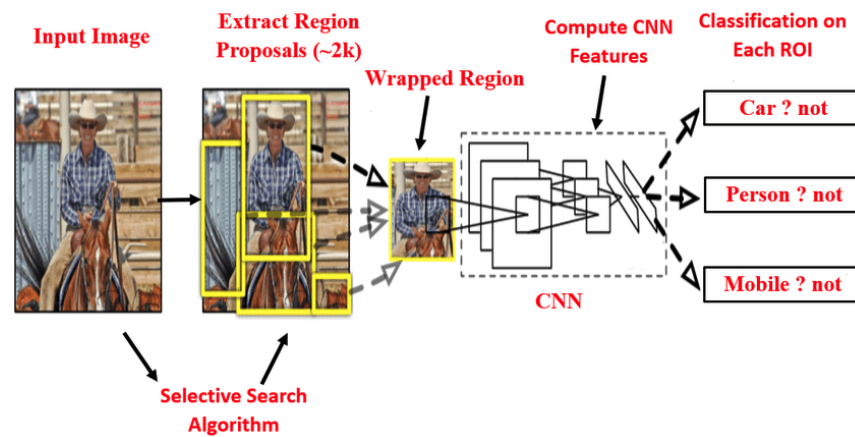 Input Image
Extract Region
Proposals (~2k)
Wrapped Region
Compute CNN
Features
Classification on
Each ROI
Car ? not
Person ? not
Mobile ? not
CNN
Selective Search
Algorithm